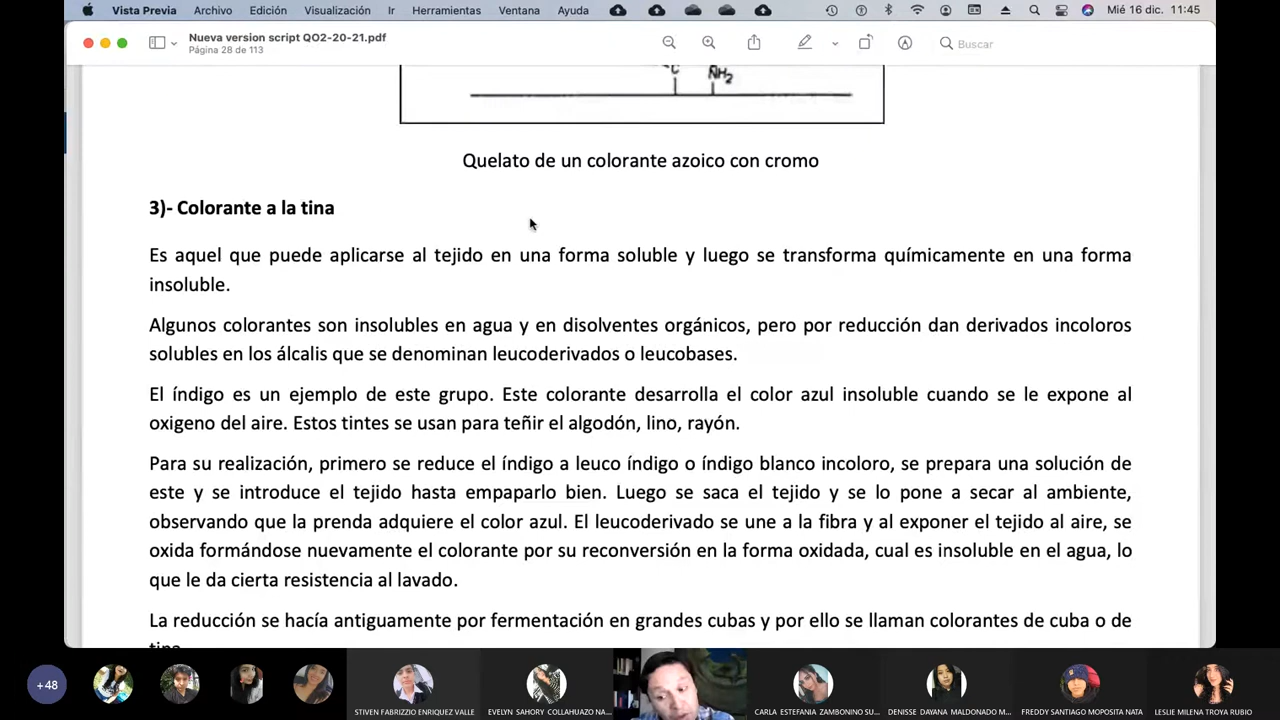 Vista Previa Archivo Edición Visualización Ir Herramientas Ventana Ayuda Mié 16 dic. 11:45
Nueva version script QO2-20-21.pdf
Página 28 de 113
Buscar
C NH2
Quelato de un colorante azoico con cromo
3)- Colorante a la tina
Es aquel que puede aplicarse al tejido en una forma soluble y luego se transforma químicamente en una forma
insoluble.
Algunos colorantes son insolubles en agua y en disolventes orgánicos, pero por reducción dan derivados incoloros
solubles en los álcalis que se denominan leucoderivados o leucobases.
El índigo es un ejemplo de este grupo. Este colorante desarrolla el color azul insoluble cuando se le expone al
oxigeno del aire. Estos tintes se usan para teñir el algodón, lino, rayón.
Para su realización, primero se reduce el índigo a leuco índigo o índigo blanco incoloro, se prepara una solución de
este y se introduce el tejido hasta empaparlo bien. Luego se saca el tejido y se lo pone a secar al ambiente,
observando que la prenda adquiere el color azul. El leucoderivado se une a la fibra y al exponer el tejido al aire, se
oxida formándose nuevamente el colorante por su reconversión en la forma oxidada, cual es insoluble en el agua, lo
que le da cierta resistencia al lavado.
La reducción se hacía antiguamente por fermentación en grandes cubas y por ello se llaman colorantes de cuba o de
tina
+48
STIVEN FABRIZZIO ENRIQUEZ VALLE
EVELYN SAHORY COLLAHUAZO NA...
CARLA ESTEFANIA ZAMBONINO SU...
DENISSE DAYANA MALDONADO M...
FREDDY SANTIAGO MOPOSITA NATA
LESLIE MILENA TROYA RUBIO